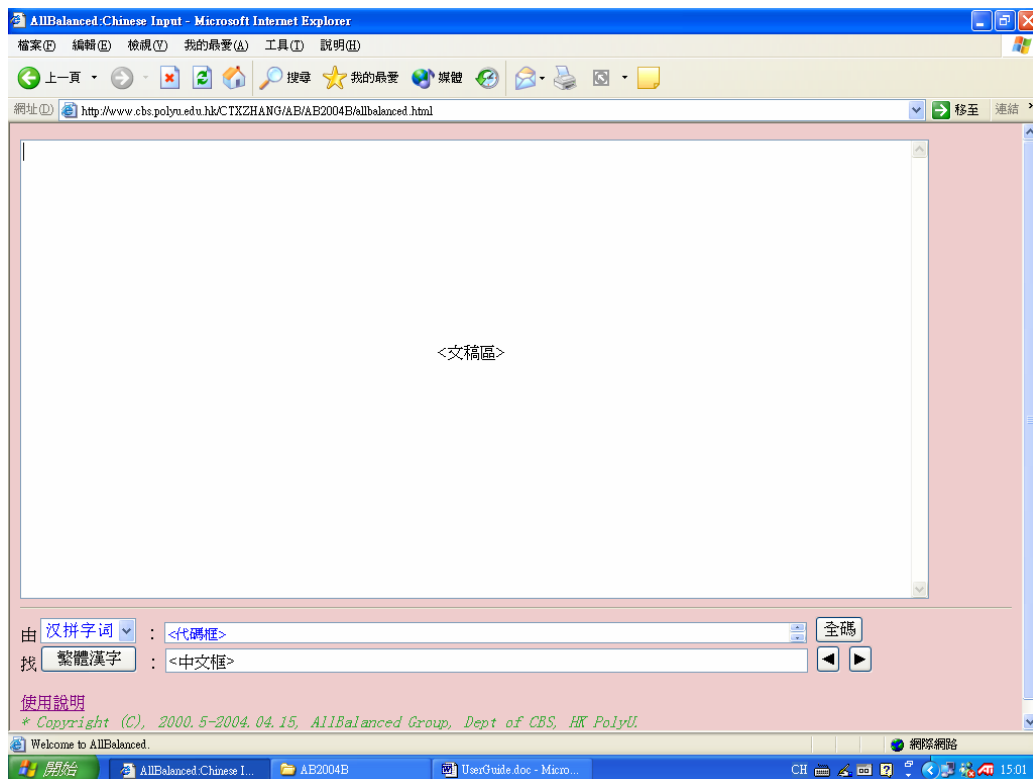 AllBalanced:Chinese Input - Microsoft Internet Explorer
檔案(F) 編輯(E) 檢視(V) 我的最愛(A) 工具(T) 說明(H)
上一頁 搜尋 我的最愛 媒體
網址(D) http://www.cbs.polyu.edu.hk/CTXZHANG/AB/AB2004B/allbalanced.html 移至 連結
<文稿區>
由 汉拼字词 : <代碼框> 全碼
找 繁體漢字 : <中文框>
使用說明
* Copyright (C), 2000.5-2004.04.15, AllBalanced Group, Dept of CBS, HK PolyU.
Welcome to AllBalanced. 網際網路
開始 AllBalanced:Chinese I... AB2004B UserGuide.doc - Micro... CH 15:01